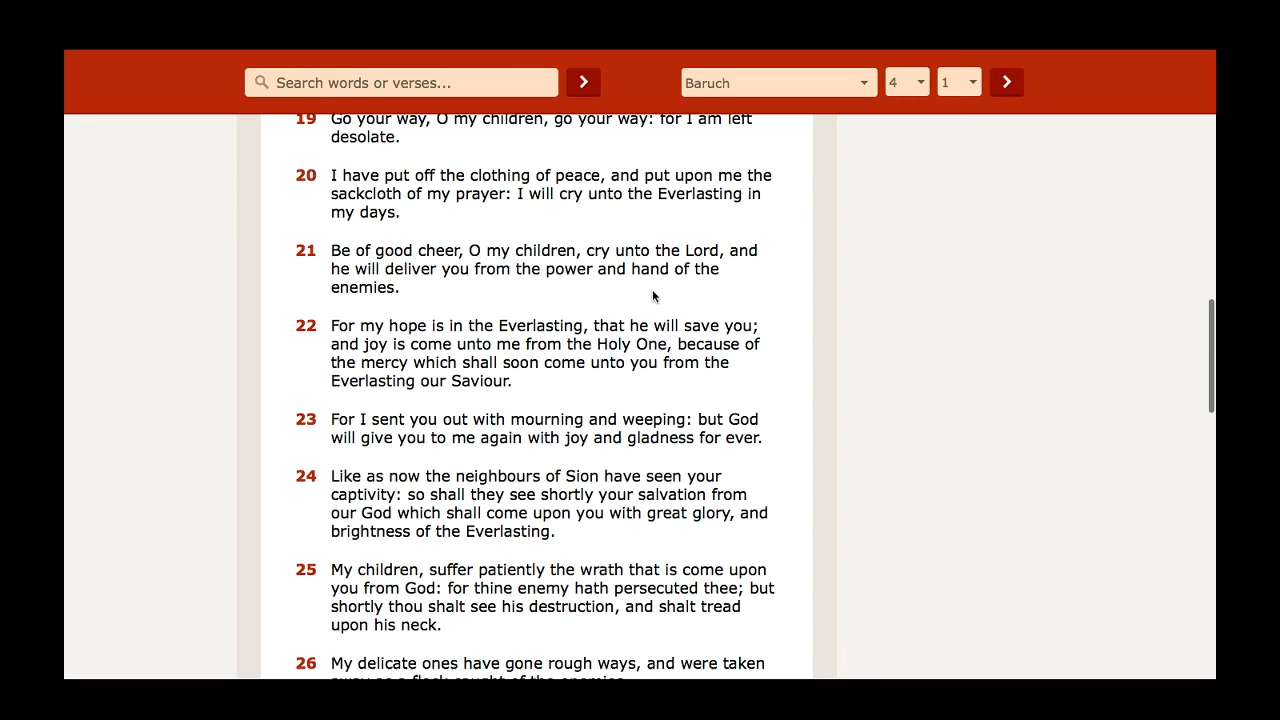 Search words or verses...
Baruch
4
1
19 Go your way, O my children, go your way: for I am left
desolate.
20 I have put off the clothing of peace, and put upon me the
sackcloth of my prayer: I will cry unto the Everlasting in
my days.
21 Be of good cheer, O my children, cry unto the Lord, and
he will deliver you from the power and hand of the
enemies.
22 For my hope is in the Everlasting, that he will save you;
and joy is come unto me from the Holy One, because of
the mercy which shall soon come unto you from the
Everlasting our Saviour.
23 For I sent you out with mourning and weeping: but God
will give you to me again with joy and gladness for ever.
24 Like as now the neighbours of Sion have seen your
captivity: so shall they see shortly your salvation from
our God which shall come upon you with great glory, and
brightness of the Everlasting.
25 My children, suffer patiently the wrath that is come upon
you from God: for thine enemy hath persecuted thee; but
shortly thou shalt see his destruction, and shalt tread
upon his neck.
26 My delicate ones have gone rough ways, and were taken
away as a flock caught of the enemies.